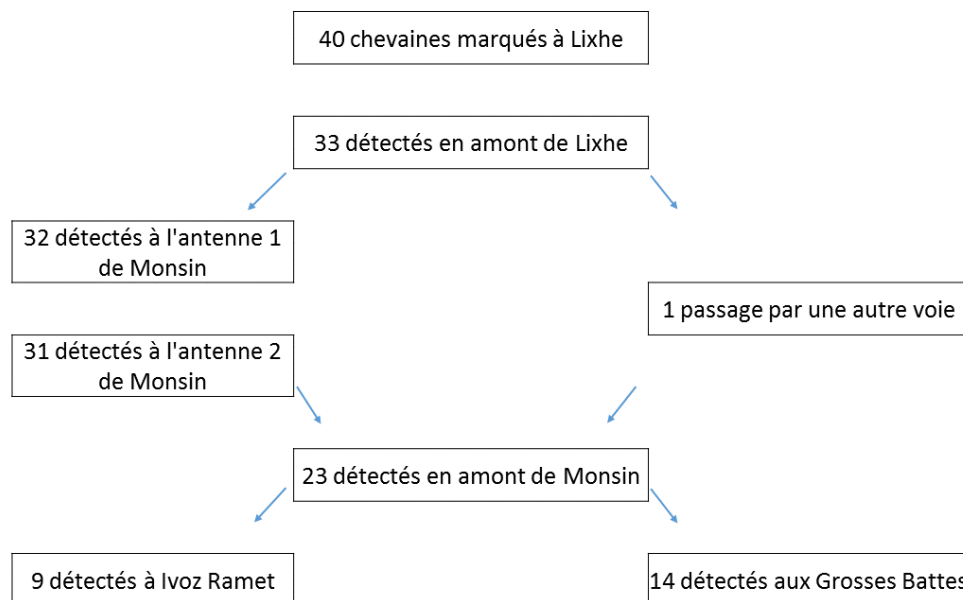 40 chevaines marqués à Lixhe
33 détectés en amont de Lixhe
32 détectés à l'antenne 1
de Monsin
1 passage par une autre voie
31 détectés à l'antenne 2
de Monsin
23 détectés en amont de Monsin
9 détectés à Ivoz Ramet
14 détectés aux Grosses Battes